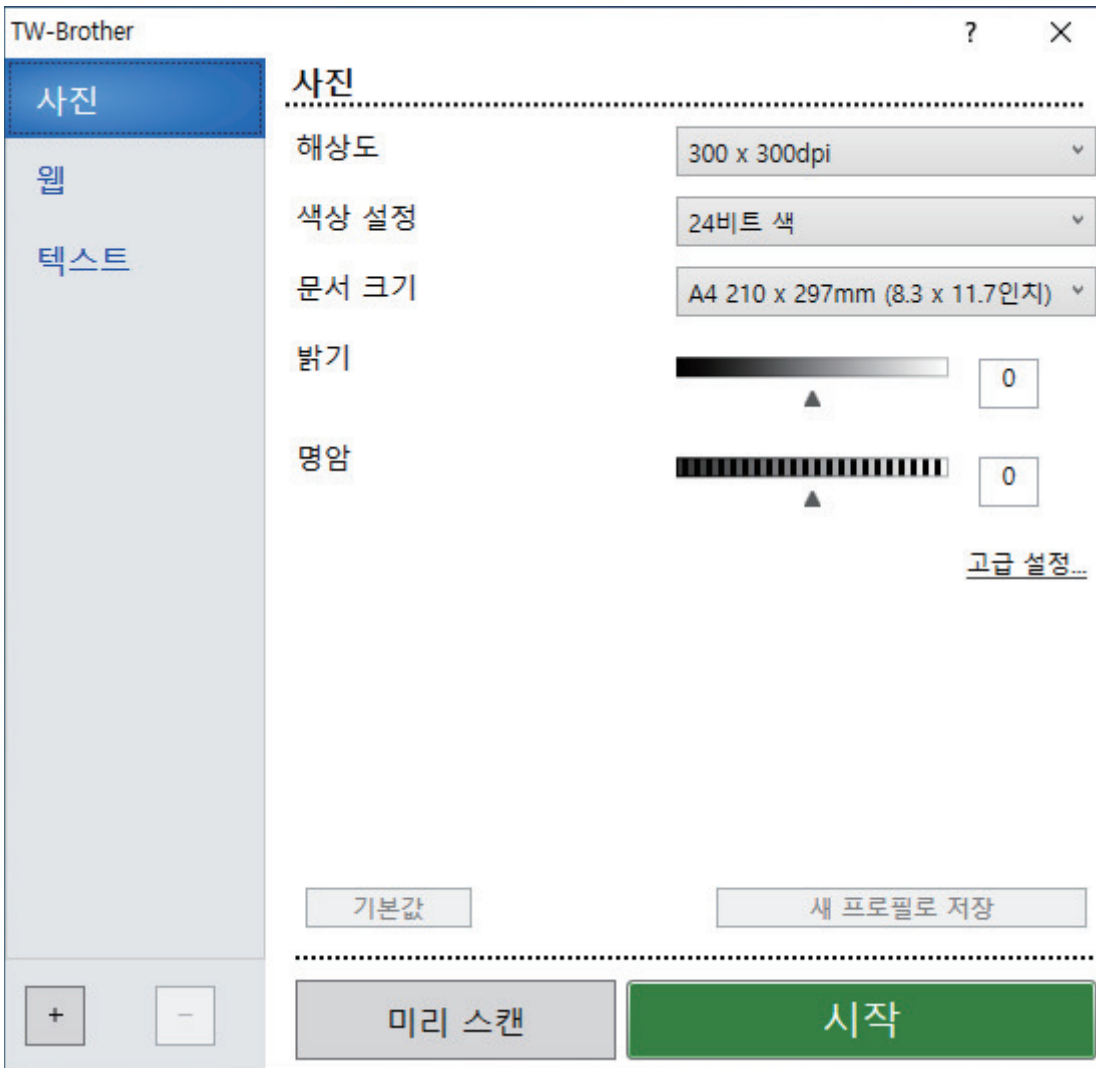 TW-Brother ?
사진
웹
텍스트
사진
해상도 300 x 300dpi
색상 설정 24비트 색
문서 크기 A4 210 x 297mm (8.3 x 11.7인치)
밝기 0
명암 0
고급 설정...
기본값 새 프로필로 저장
+ − 미리 스캔 시작